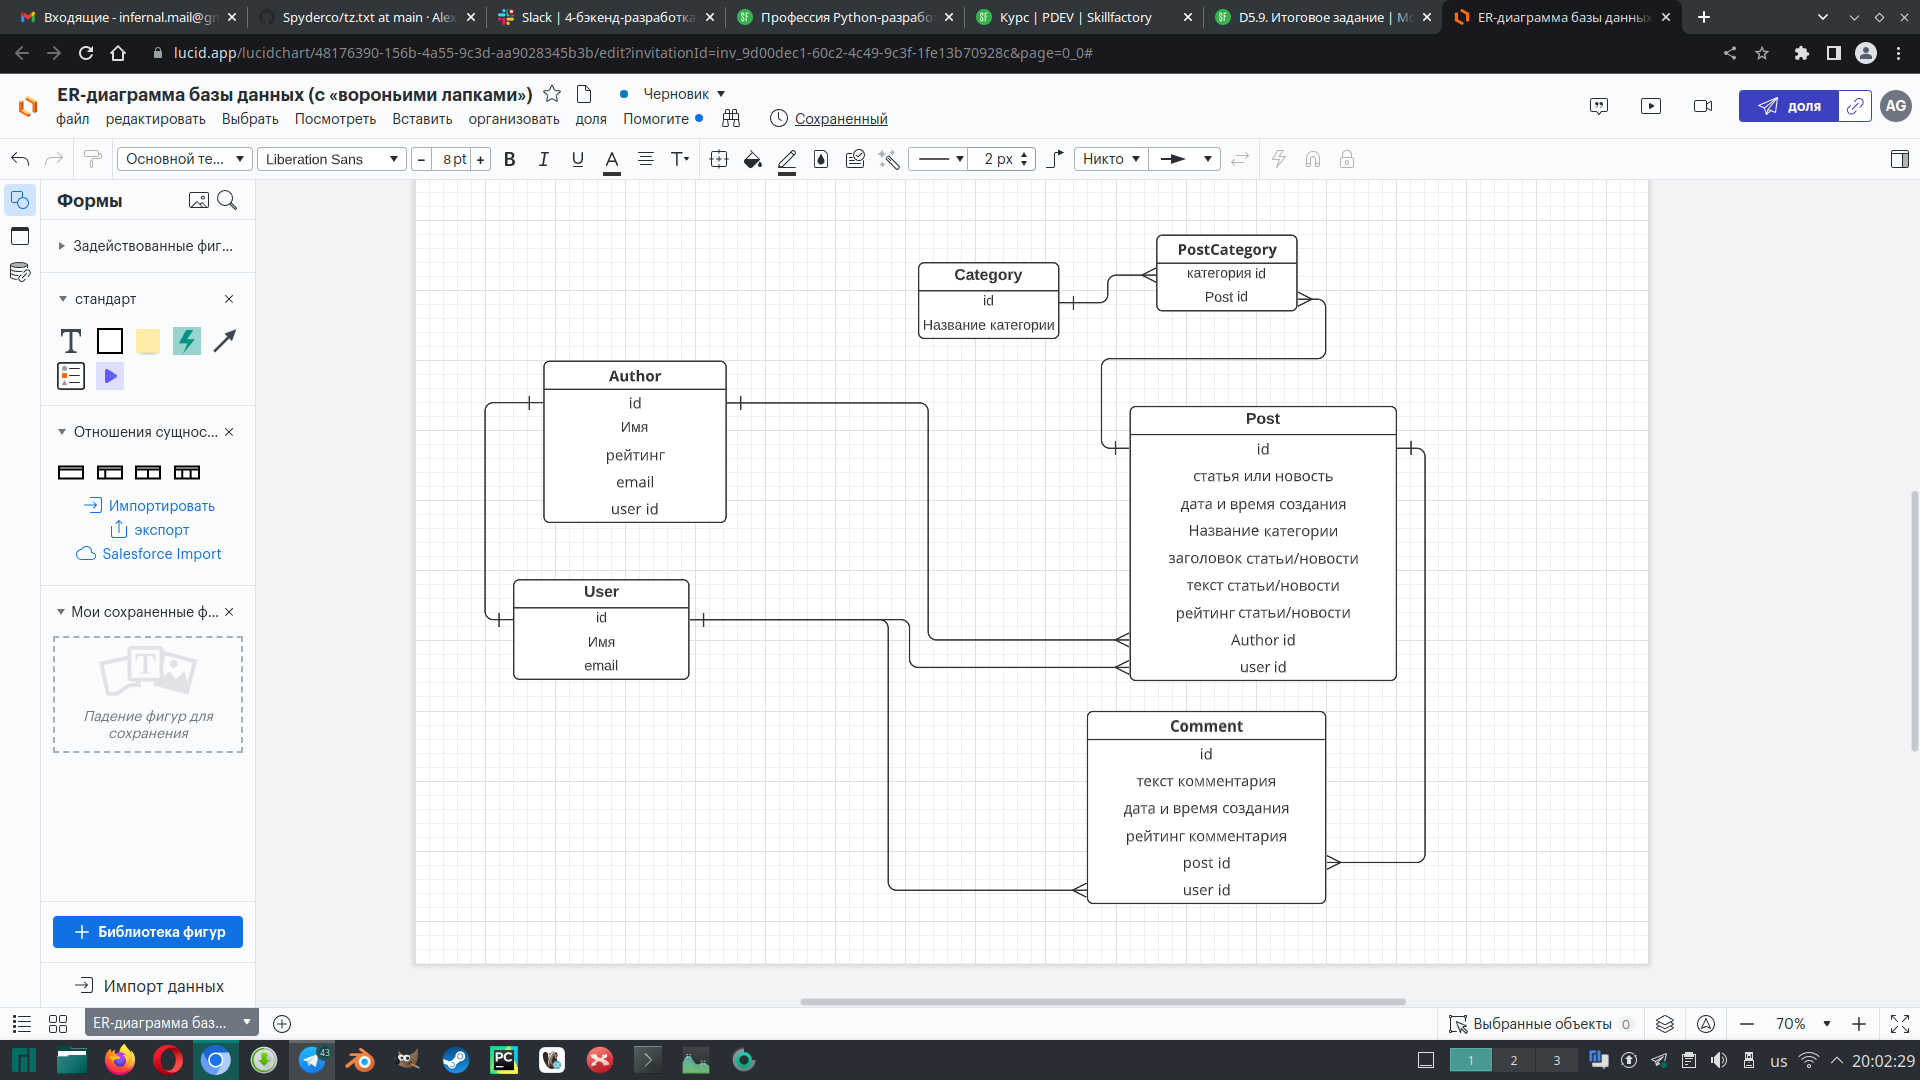 Входящие - infernal.mail@gm
Spyderco/tz.txt at main · Alex
Slack | 4-бэкенд-разработка
Профессия Python-разработ
Курс | PDEV | Skillfactory
D5.9. Итоговое задание | Мо
ER-диаграмма базы данных
lucid.app/lucidchart/48176390-156b-4a55-9c3d-aa9028345b3b/edit?invitationId=inv_9d00dec1-60c2-4c49-9c3f-1fe13b70928c&page=0_0#
ER-диаграмма базы данных (с «вороньими лапками»)
Черновик
файл редактировать Выбрать Посмотреть Вставить организовать доля Помогите Сохраненный
доля
AG
Основной те... Liberation Sans − 8 pt + B I U A T 2 px Никто
Формы
Задействованные фиг...
стандарт
T
Отношения сущнос...
Импортировать
экспорт
Salesforce Import
Мои сохраненные ф...
T
Падение фигур для
сохранения
Библиотека фигур
Импорт данных
PostCategory
категория id
Post id
Category
id
Название категории
Author
id
Имя
рейтинг
email
user id
Post
id
статья или новость
дата и время создания
Название категории
заголовок статьи/новости
текст статьи/новости
рейтинг статьи/новости
Author id
user id
User
id
Имя
email
Comment
id
текст комментария
дата и время создания
рейтинг комментария
post id
user id
ER-диаграмма баз...
Выбранные объекты 0
70%
43
PC
1 2 3
us
20:02:29